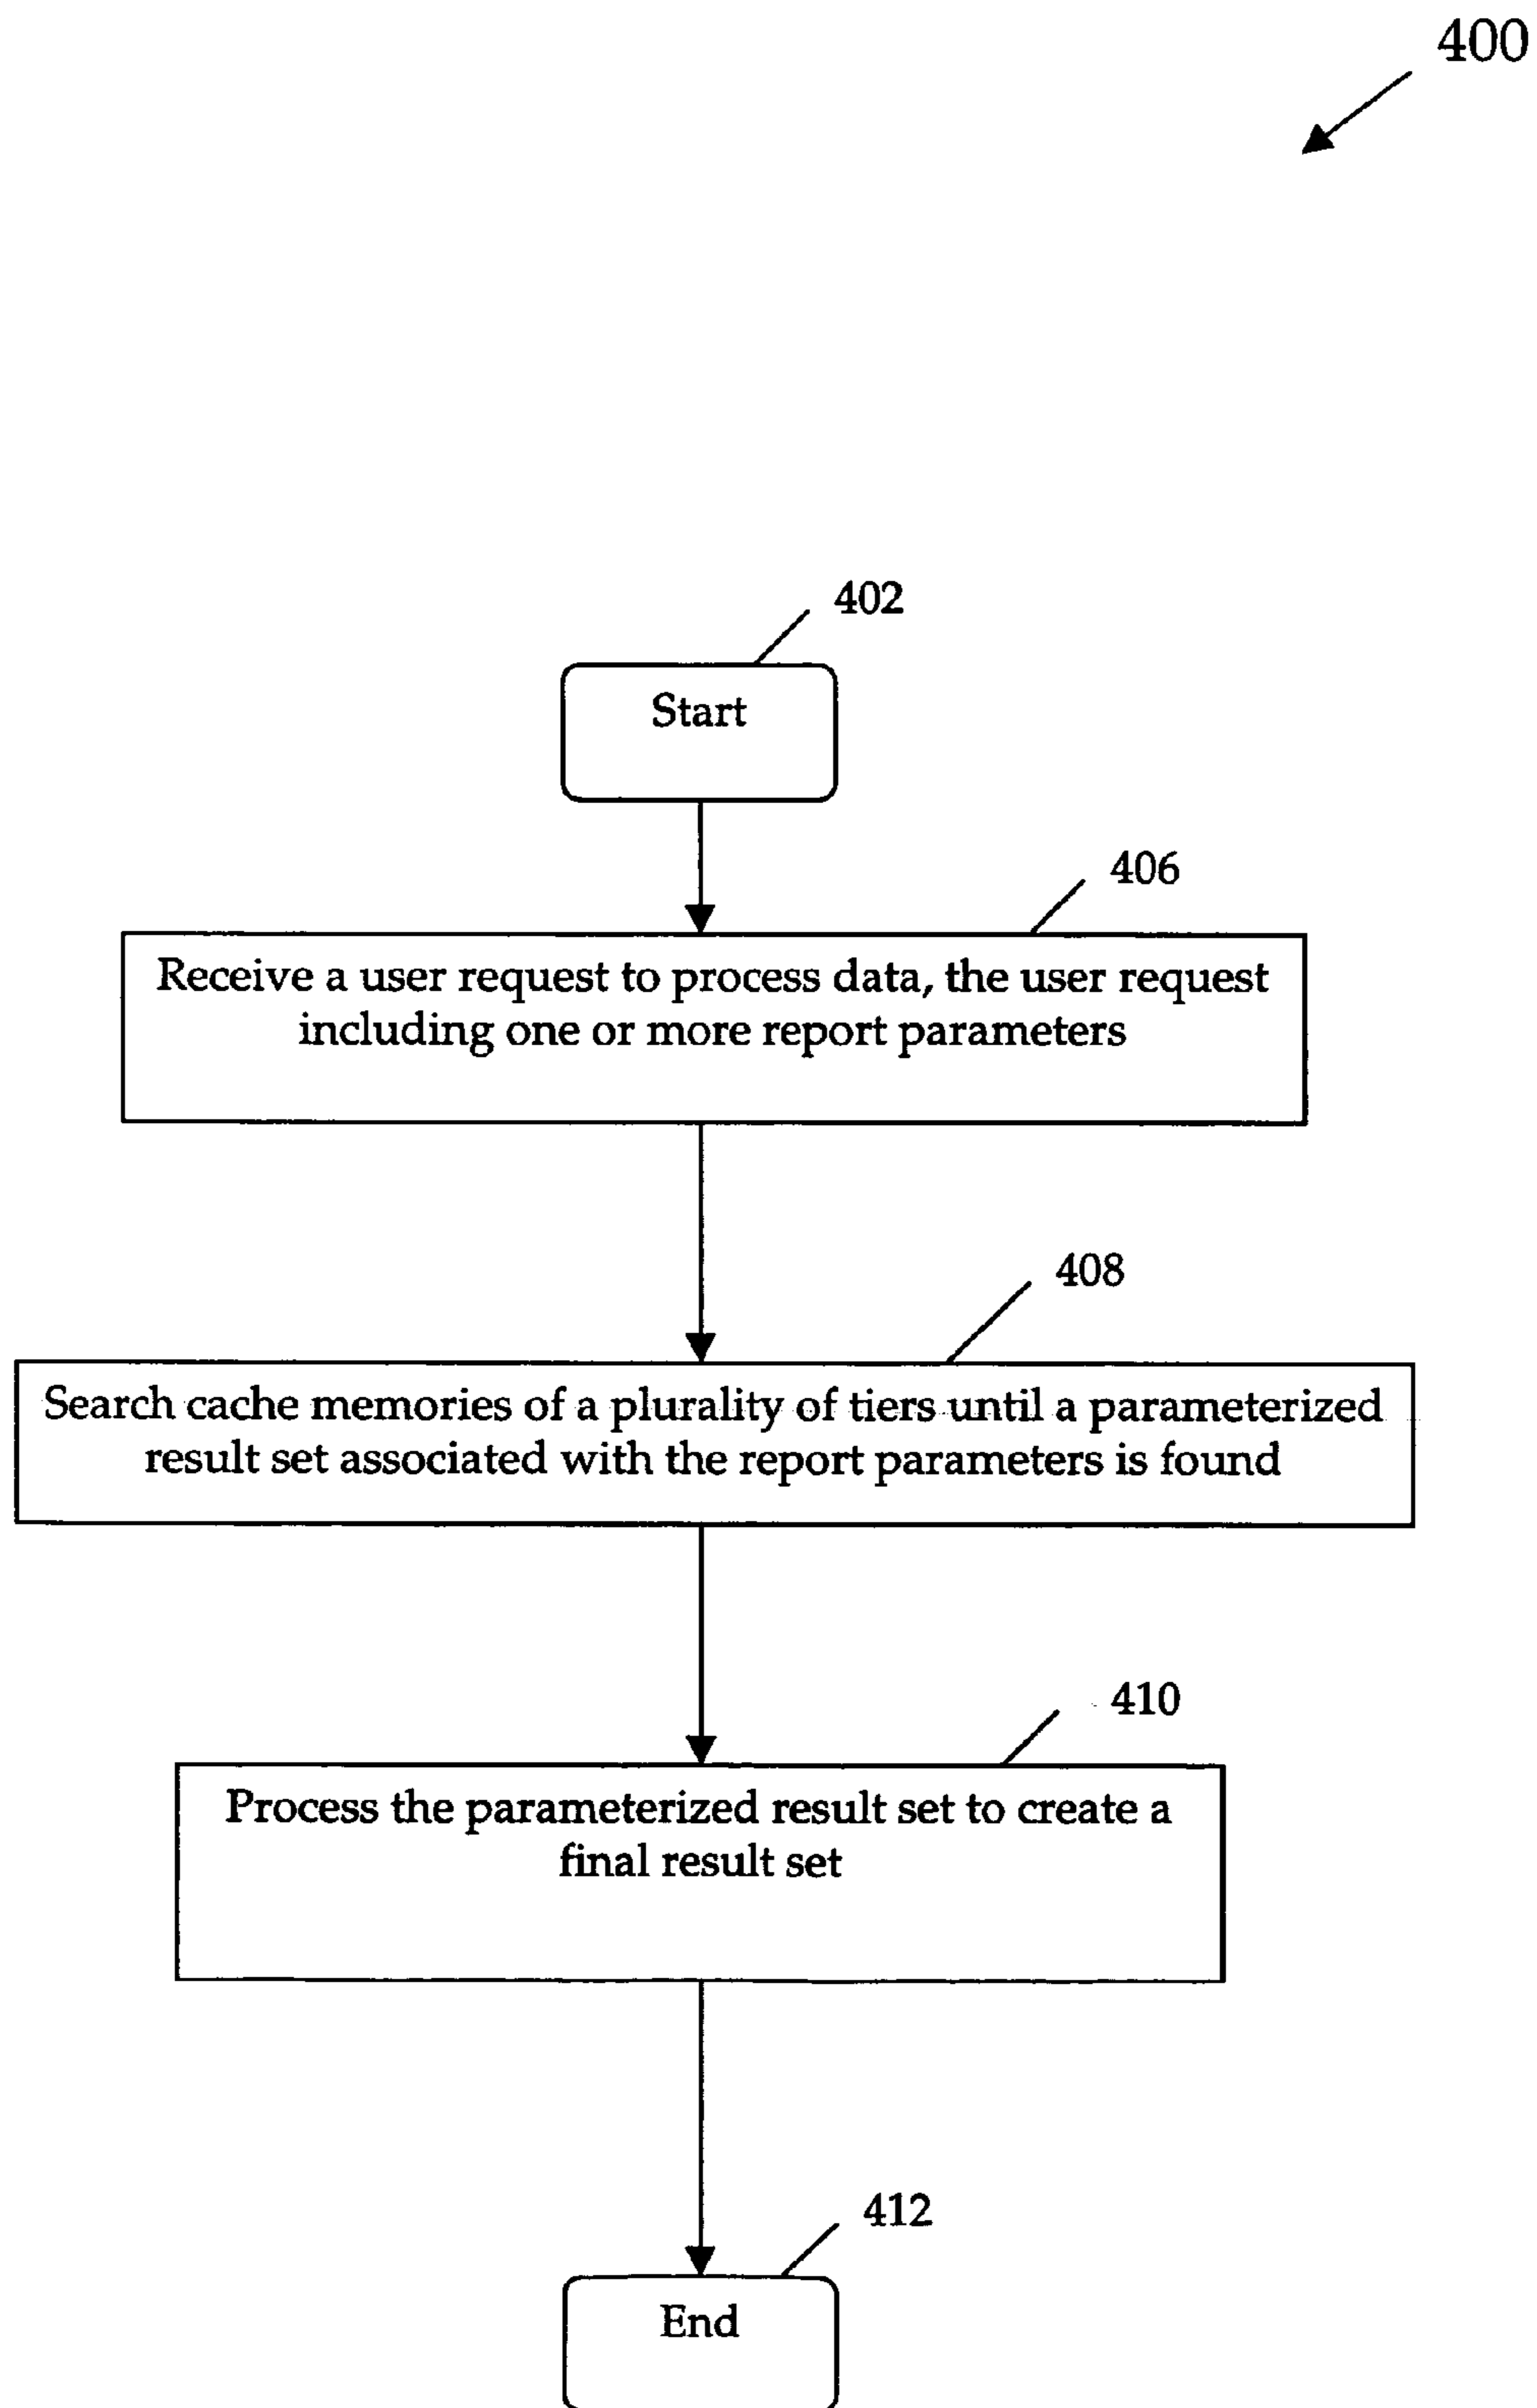 400
402
Start
406
Receive a user request to process data, the user request
including one or more report parameters
408
Search cache memories of a plurality of tiers until a parameterized
result set associated with the report parameters is found
410
Process the parameterized result set to create a
final result set
412
End